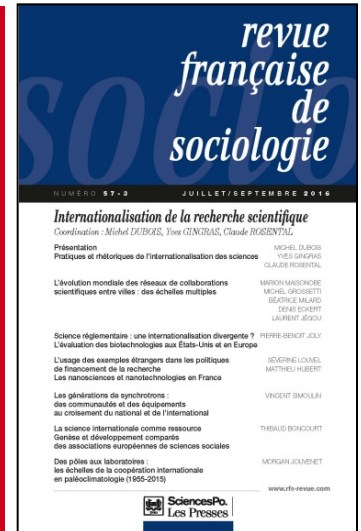 revue
française
de
sociologie
socio
NUMÉRO 57-3 JUILLET/SEPTEMBRE 2016
Internationalisation de la recherche scientifique
Coordination : Michel DUBOIS, Yves GINGRAS, Claude ROSENTAL
Présentation
Pratiques et rhétoriques de l'internationalisation des sciences
MICHEL DUBOIS
YVES GINGRAS
CLAUDE ROSENTAL
L'évolution mondiale des réseaux de collaborations
scientifiques entre villes : des échelles multiples
MARION MAISONOBE
MICHEL GROSSETTI
BÉATRICE MILARD
DENIS ECKERT
LAURENT JÉGOU
Science réglementaire : une internationalisation divergente ?
L'évaluation des biotechnologies aux États-Unis et en Europe
PIERRE-BENOIT JOLY
L'usage des exemples étrangers dans les politiques
de financement de la recherche
Les nanosciences et nanotechnologies en France
SÉVERINE LOUVEL
MATTHIEU HUBERT
Les générations de synchrotrons :
des communautés et des équipements
au croisement du national et de l'international
VINCENT SIMOULIN
La science internationale comme ressource
Genèse et développement comparés
des associations européennes de sciences sociales
THIBAUD BONCOURT
Des pôles aux laboratoires :
les échelles de la coopération internationale
en paléoclimatologie (1955-2015)
MORGAN JOUVENET
www.rfs-revue.com
SciencesPo.
Les Presses